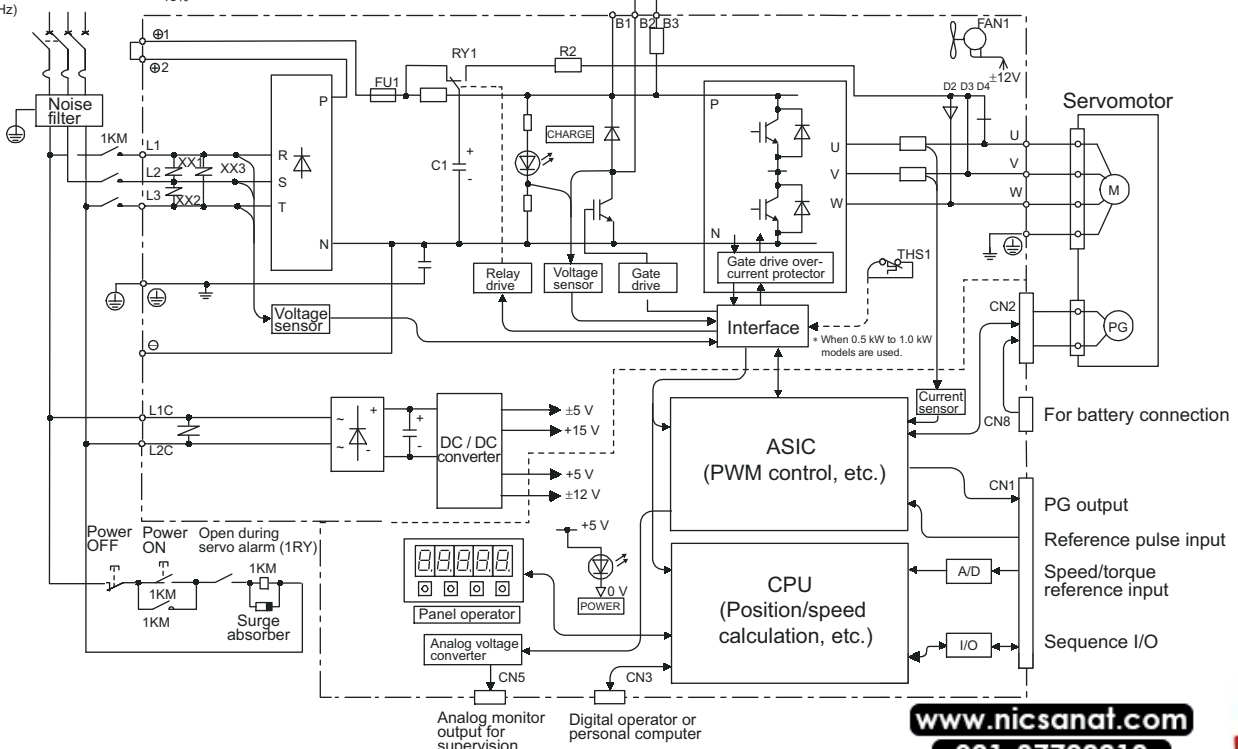 Hz)
⊕1
⊕2
B1 B2 B3
FAN1
±12V
RY1
R2
FU1
D2 D3 D4
Servomotor
Noise
filter
P
P
CHARGE
1KM
L1
XX1
XX3
R
U
U
L2
S
C1
+
-
V
V
M
L3
XX2
T
W
W
N
N
THS1
Relay
drive
Voltage
sensor
Gate
drive
Gate drive over-
current protector
CN2
Voltage
sensor
Interface
PG
* When 0.5 kW to 1.0 kW
models are used.
⊖
L1C
~
+
+
±5 V
Current
sensor
CN8
For battery connection
+15 V
L2C
~
-
-
DC / DC
converter
ASIC
(PWM control, etc.)
+5 V
±12 V
CN1
PG output
Power
OFF
Power
ON
Open during
servo alarm (1RY)
+5 V
Reference pulse input
1KM
1KM
1KM
0 V
POWER
A/D
Speed/torque
reference input
Panel operator
CPU
(Position/speed
calculation, etc.)
Surge
absorber
Analog voltage
converter
I/O
Sequence I/O
CN5
CN3
Analog monitor
output for
supervision
Digital operator or
personal computer
www.nicsanat.com